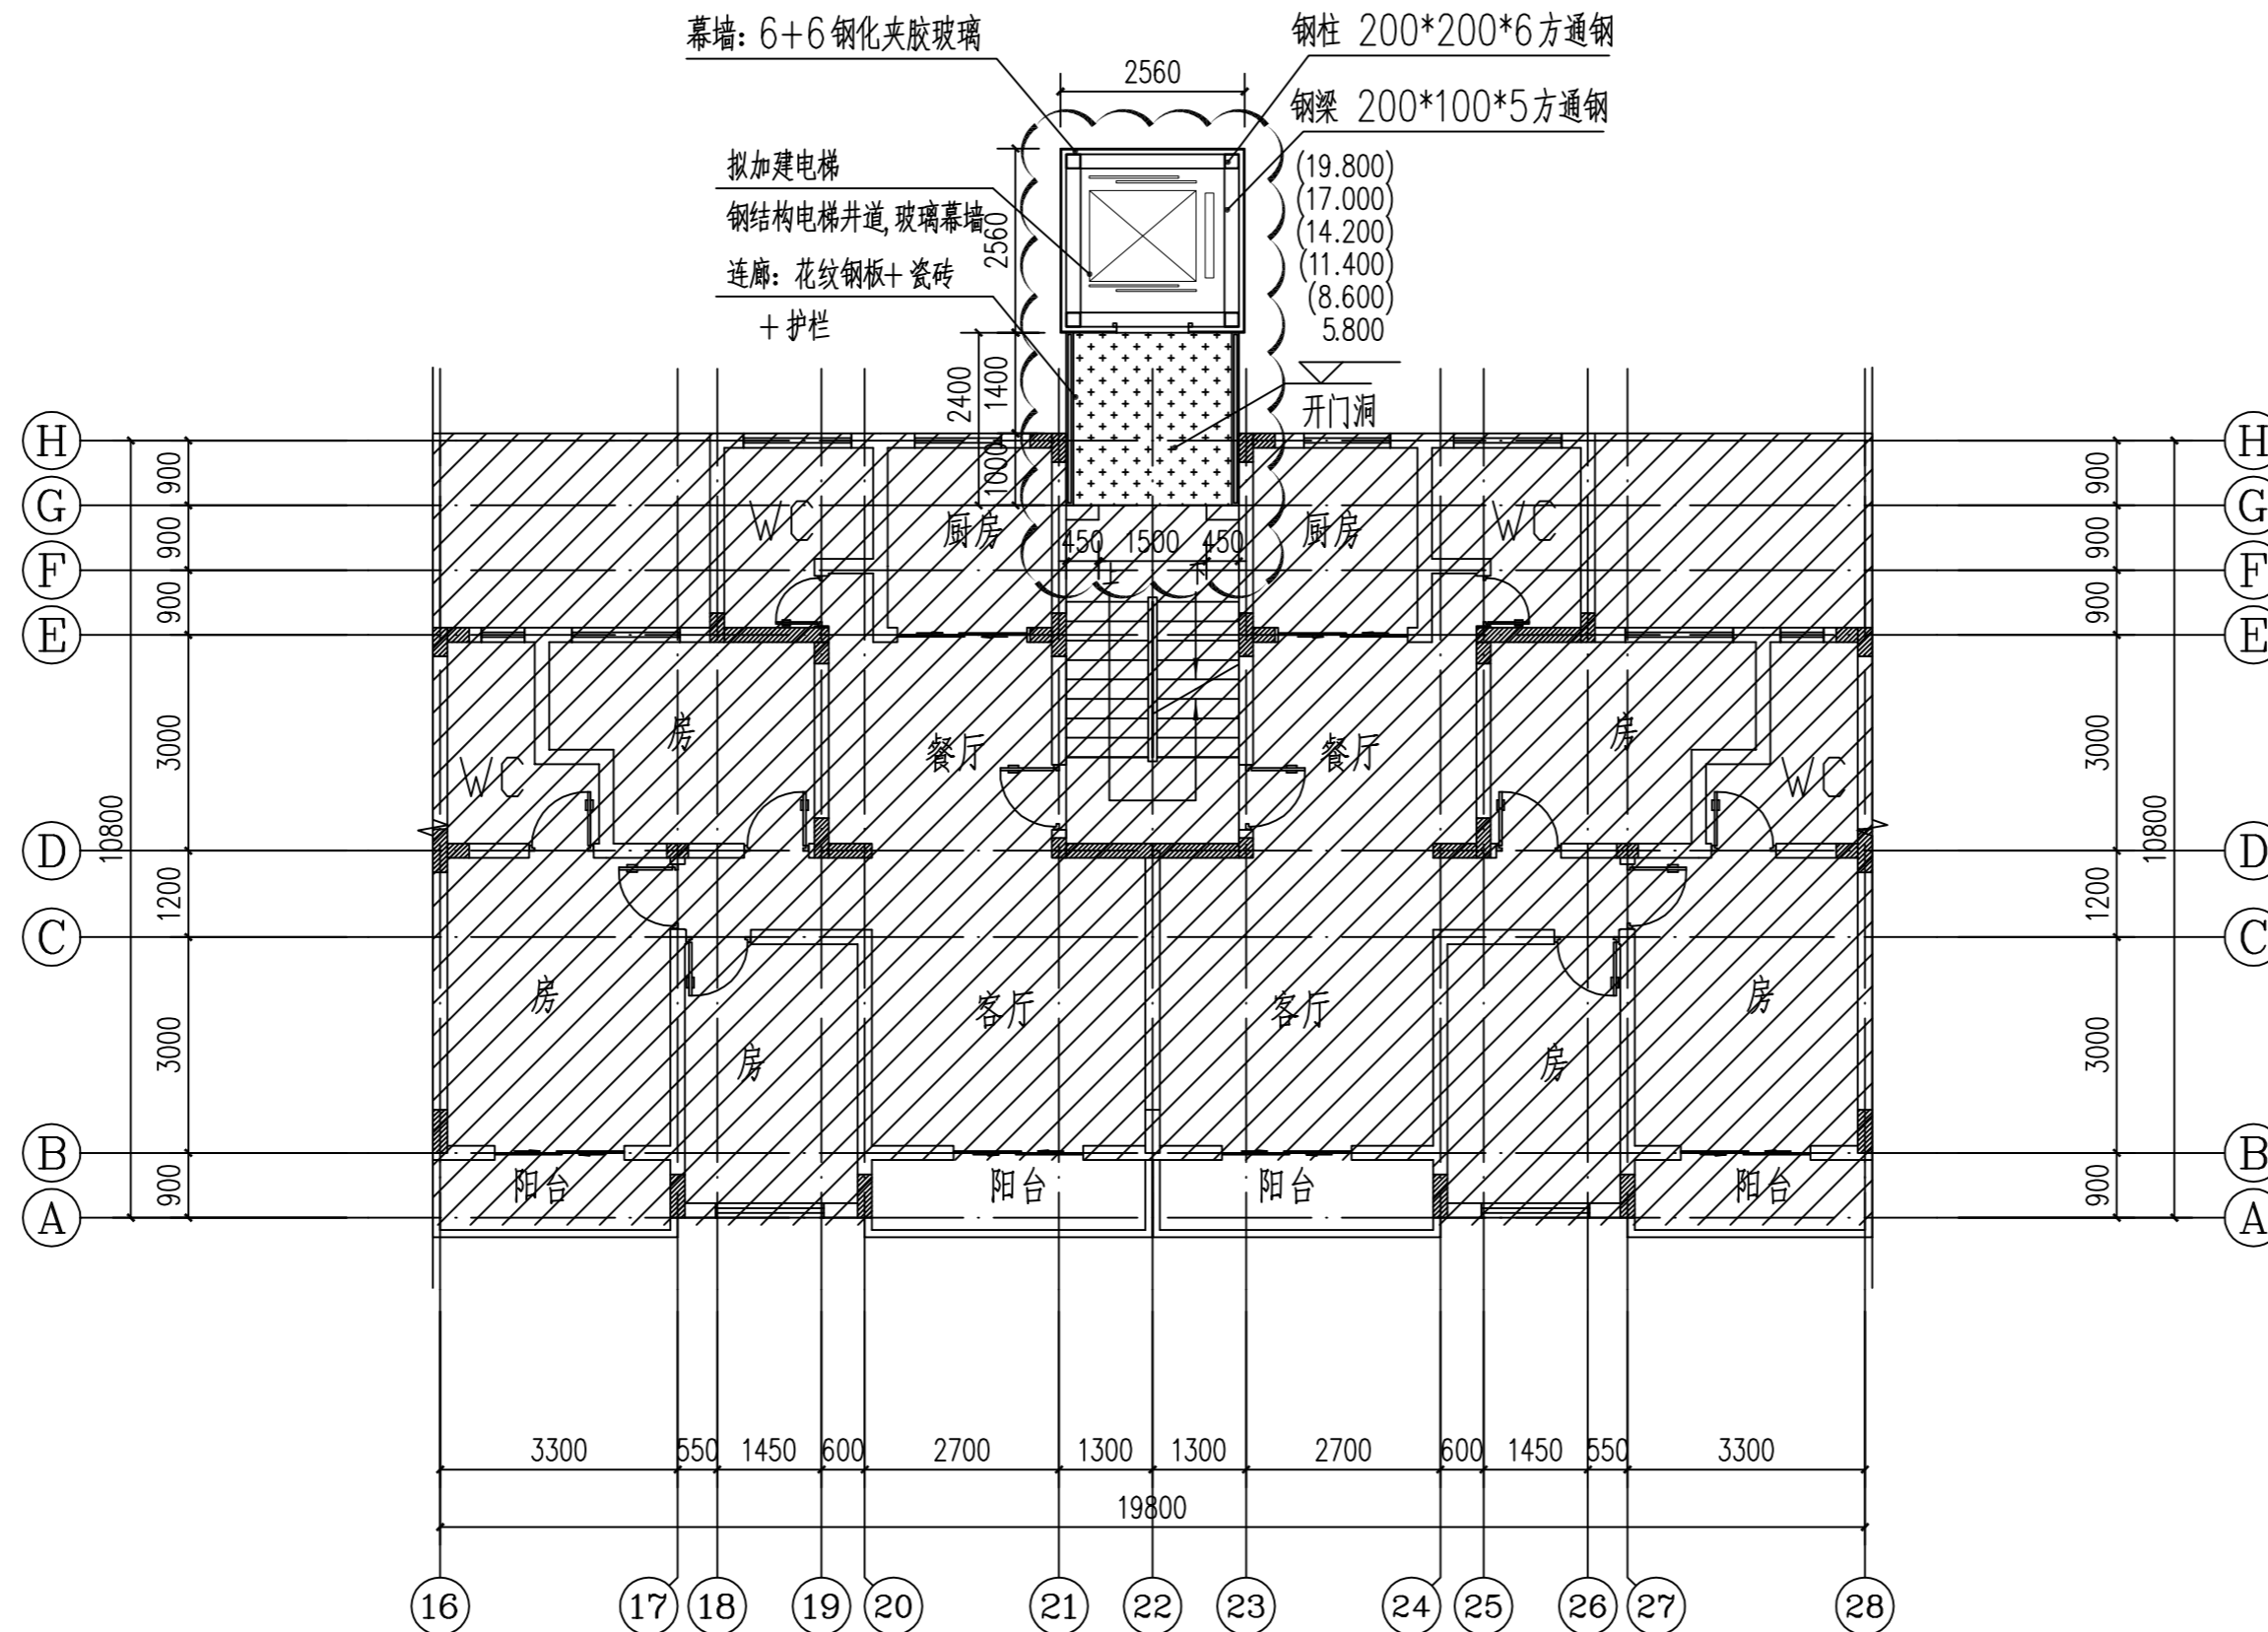 幕墙: 6+6钢化夹胶玻璃
钢柱 200*200*6方通钢
2560
钢梁 200*100*5方通钢
拟加建电梯
钢结构电梯井道,玻璃幕墙
连廊: 花纹钢板+瓷砖
+护栏
2560
(19.800)
(17.000)
(14.200)
(11.400)
(8.600)
5.800
开门洞
2400
1400
1000
H
G
F
E
D
C
B
A
900
900
900
3000
1200
3000
900
10800
WC
厨房
450
1500
450
厨房
WC
上
下
WC
房
餐厅
餐厅
房
WC
房
房
客厅
客厅
房
房
阳台
阳台
阳台
阳台
H
G
F
E
D
C
B
A
900
900
900
3000
1200
3000
900
10800
3300
550
1450
600
2700
1300
1300
2700
600
1450
550
3300
19800
16
17
18
19
20
21
22
23
24
25
26
27
28